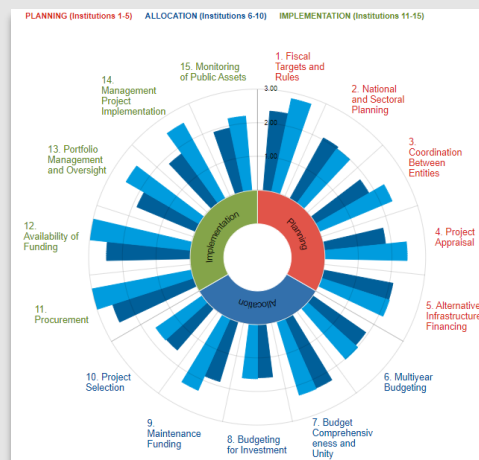 PLANNING (Institutions 1-5) ALLOCATION (Institutions 6-10) IMPLEMENTATION (Institutions 11-15)
1. Fiscal
Targets and
Rules
2. National
and Sectoral
Planning
3.
Coordination
Between
Entities
4. Project
Appraisal
5. Alternative
Infrastructure
Financing
6. Multiyear
Budgeting
7. Budget
Comprehensiv
eness and
Unity
8. Budgeting
for Investment
9.
Maintenance
Funding
10. Project
Selection
11.
Procurement
12.
Availability of
Funding
13. Portfolio
Management
and Oversight
14.
Management
Project
Implementation
15. Monitoring
of Public Assets
3.00
2.00
1.00
Planning
Allocation
Implementation